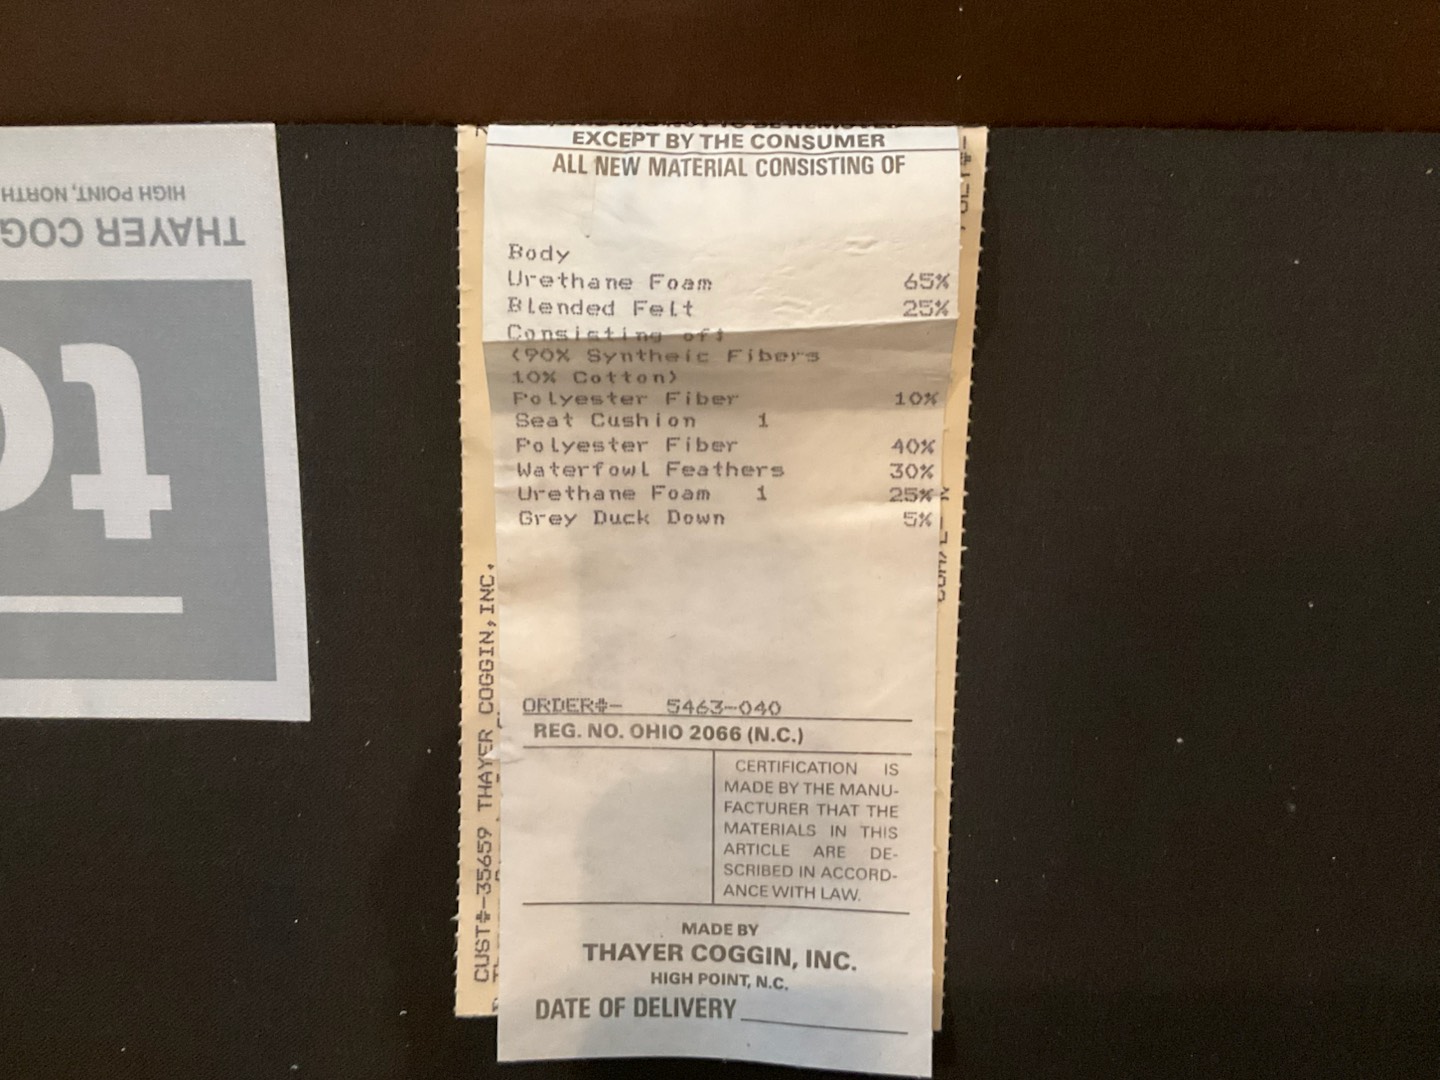 EXCEPT BY THE CONSUMER
ALL NEW MATERIAL CONSISTING OF
Body
Urethane Foam 65%
Blended Felt 25%
Consisting of:
(90% Syntheic Fibers
10% Cotton)
Polyester Fiber 10%
Seat Cushion 1
Polyester Fiber 40%
Waterfowl Feathers 30%
Urethane Foam 1 25%
Grey Duck Down 5%
ORDER#- 5463-040
REG. NO. OHIO 2066 (N.C.)
CERTIFICATION IS
MADE BY THE MANU-
FACTURER THAT THE
MATERIALS IN THIS
ARTICLE ARE DE-
SCRIBED IN ACCORD-
ANCE WITH LAW.
MADE BY
THAYER COGGIN, INC.
HIGH POINT, N.C.
DATE OF DELIVERY
CUST#-35659 THAYER COGGIN, INC.
THAYER COG
HIGH POINT, NORTH
tc